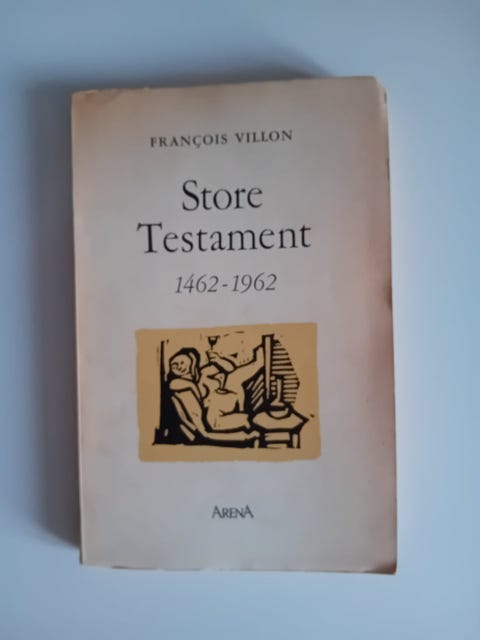 FRANÇOIS VILLON
Store
Testament
1462-1962
ARENA